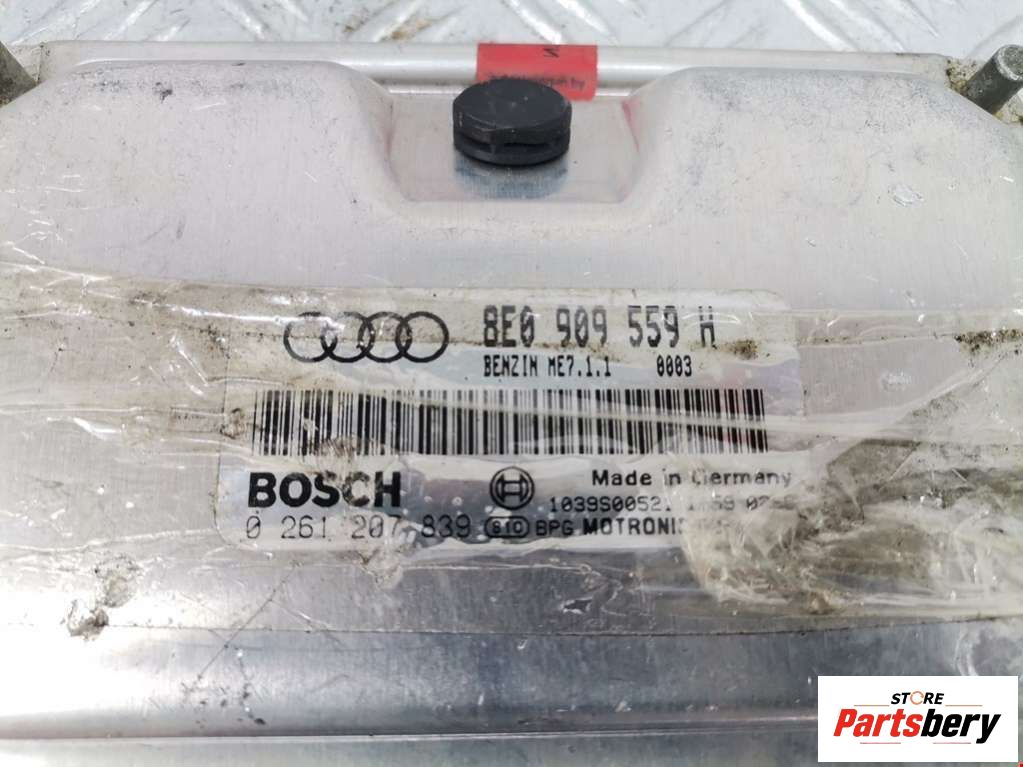 8E0 909 559 H
BENZIN ME7.1.1 0003
BOSCH
Made in Germany
0 261 207 839 BPG MOTRONIC
STORE
Partsbery